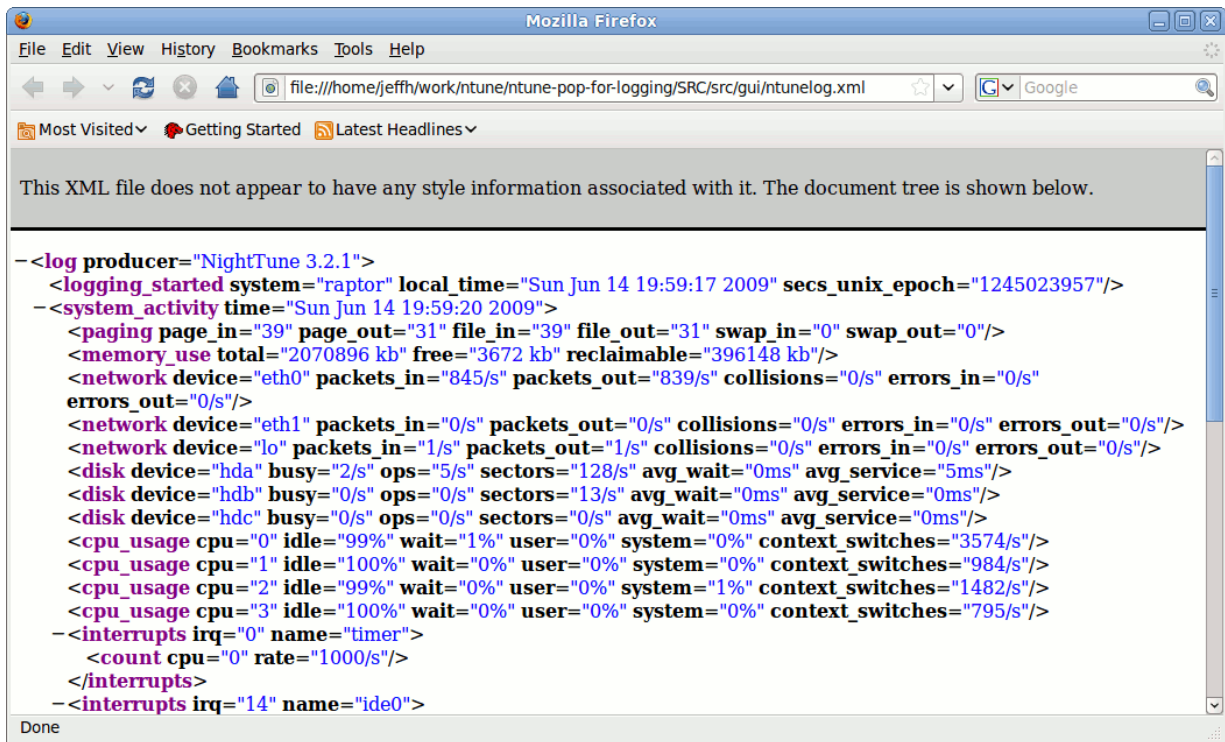 Mozilla Firefox
File Edit View History Bookmarks Tools Help
file:///home/jeffh/work/ntune/ntune-pop-for-logging/SRC/src/gui/ntunelog.xml G Google
Most Visited Getting Started Latest Headlines
This XML file does not appear to have any style information associated with it. The document tree is shown below.
−<log producer="NightTune 3.2.1">
<logging_started system="raptor" local_time="Sun Jun 14 19:59:17 2009" secs_unix_epoch="1245023957"/>
−<system_activity time="Sun Jun 14 19:59:20 2009">
<paging page_in="39" page_out="31" file_in="39" file_out="31" swap_in="0" swap_out="0"/>
<memory_use total="2070896 kb" free="3672 kb" reclaimable="396148 kb"/>
<network device="eth0" packets_in="845/s" packets_out="839/s" collisions="0/s" errors_in="0/s"
errors_out="0/s"/>
<network device="eth1" packets_in="0/s" packets_out="0/s" collisions="0/s" errors_in="0/s" errors_out="0/s"/>
<network device="lo" packets_in="1/s" packets_out="1/s" collisions="0/s" errors_in="0/s" errors_out="0/s"/>
<disk device="hda" busy="2/s" ops="5/s" sectors="128/s" avg_wait="0ms" avg_service="5ms"/>
<disk device="hdb" busy="0/s" ops="0/s" sectors="13/s" avg_wait="0ms" avg_service="0ms"/>
<disk device="hdc" busy="0/s" ops="0/s" sectors="0/s" avg_wait="0ms" avg_service="0ms"/>
<cpu_usage cpu="0" idle="99%" wait="1%" user="0%" system="0%" context_switches="3574/s"/>
<cpu_usage cpu="1" idle="100%" wait="0%" user="0%" system="0%" context_switches="984/s"/>
<cpu_usage cpu="2" idle="99%" wait="0%" user="0%" system="1%" context_switches="1482/s"/>
<cpu_usage cpu="3" idle="100%" wait="0%" user="0%" system="0%" context_switches="795/s"/>
−<interrupts irq="0" name="timer">
<count cpu="0" rate="1000/s"/>
</interrupts>
−<interrupts irq="14" name="ide0">
Done